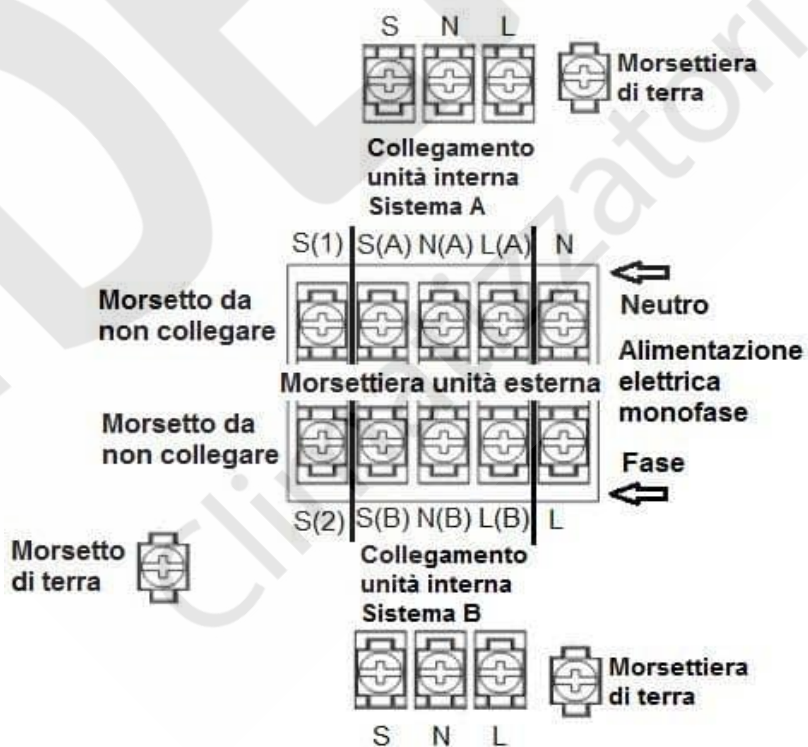 S N L
Morsettiera
di terra
Collegamento
unità interna
Sistema A
S(1) S(A) N(A) L(A) N
Morsetto da
non collegare
Neutro
Alimentazione
elettrica
monofase
Morsettiera unità esterna
Morsetto da
non collegare
Fase
S(2) S(B) N(B) L(B) L
Morsetto
di terra
Collegamento
unità interna
Sistema B
Morsettiera
di terra
S N L